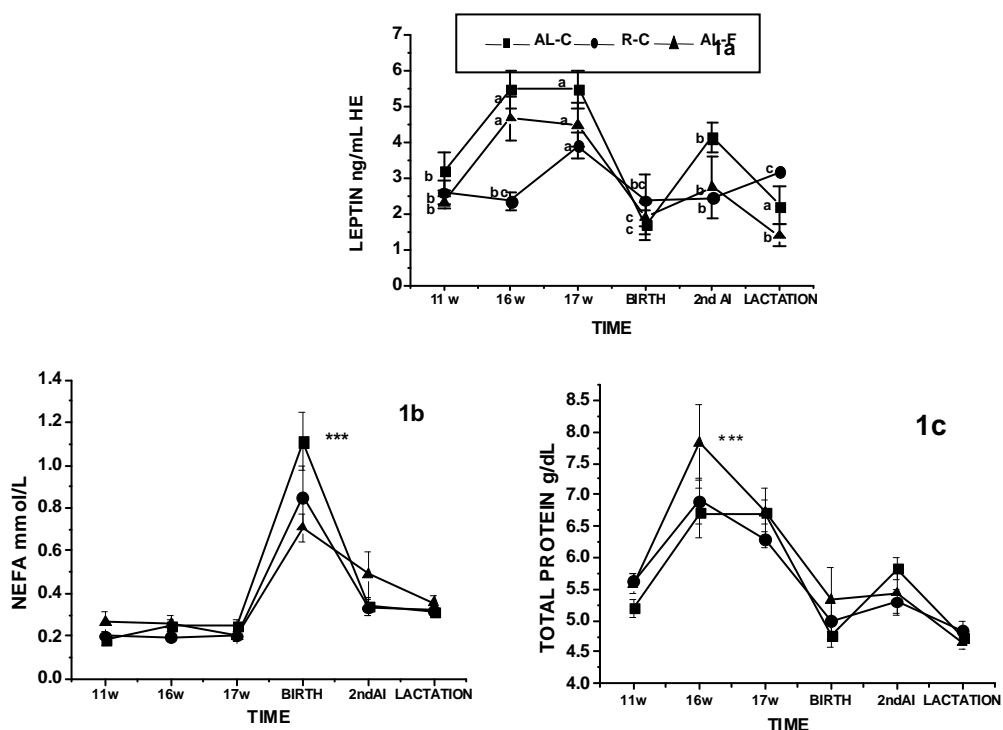 AL-C R-C AL-F
1a
LEPTIN ng/mL HE
7
6
5
4
3
2
1
0
b
b
b
a
a
bc
a
a
a
bc
c
c
b
b
b
c
a
b
11 w 16 w 17 w BIRTH 2nd AI LACTATION
TIME
1b
NEFA mmol/L
1.4
1.2
1.0
0.8
0.6
0.4
0.2
0.0
***
11w 16w 17w BIRTH 2ndAI LACTATION
TIME
1c
TOTAL PROTEIN g/dL
8.5
8.0
7.5
7.0
6.5
6.0
5.5
5.0
4.5
4.0
***
11w 16w 17w BIRTH 2ndAI LACTATION
TIME